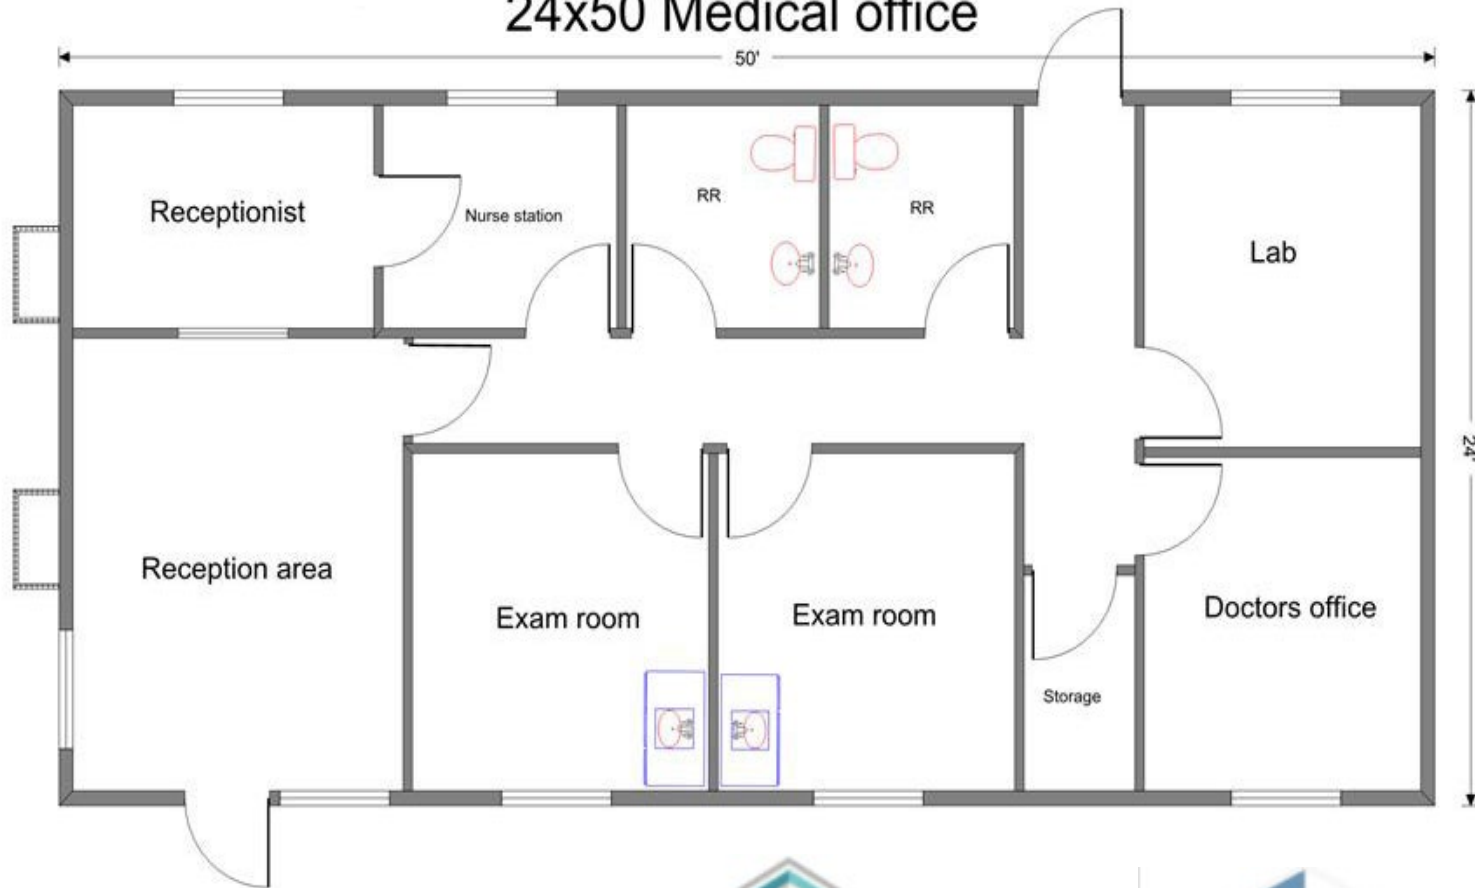 24x50 Medical office
50'
Receptionist
Nurse station
RR
RR
Lab
24'
Reception area
Exam room
Exam room
Doctors office
Storage